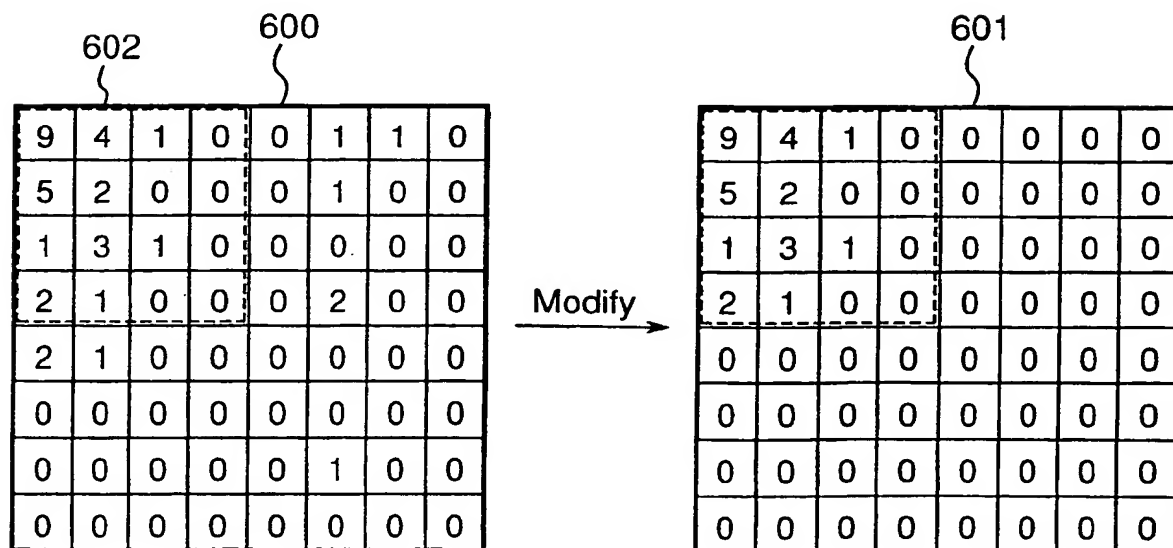 602 600 601
9 4 1 0 0 1 1 0 9 4 1 0 0 0 0 0
5 2 0 0 0 1 0 0 5 2 0 0 0 0 0 0
1 3 1 0 0 0 0 0 1 3 1 0 0 0 0 0
2 1 0 0 0 2 0 0 2 1 0 0 0 0 0 0
Modify
2 1 0 0 0 0 0 0 0 0 0 0 0 0 0 0
0 0 0 0 0 0 0 0 0 0 0 0 0 0 0 0
0 0 0 0 0 1 0 0 0 0 0 0 0 0 0 0
0 0 0 0 0 0 0 0 0 0 0 0 0 0 0 0